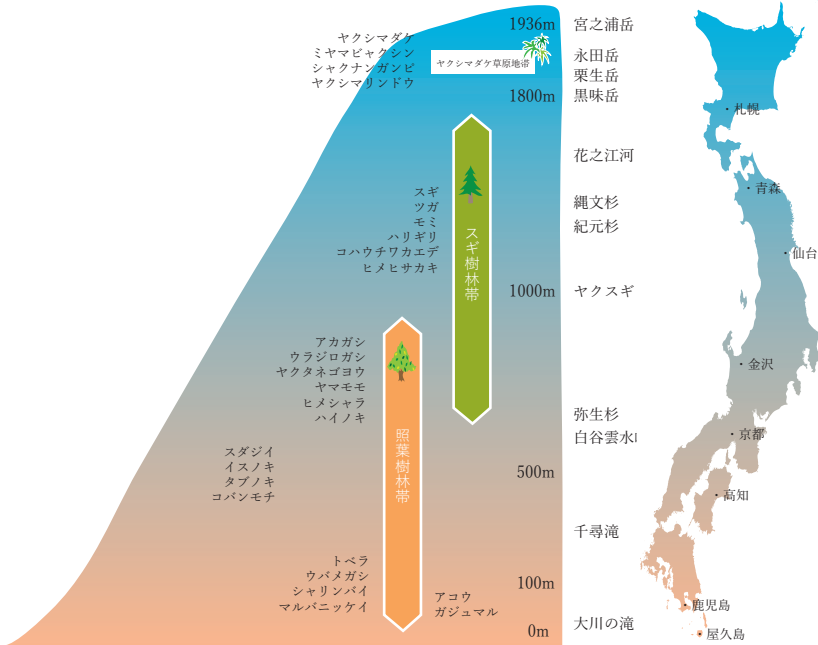 1936m
宮之浦岳
ヤクシマダケ
ミヤマビャクシン
シャクナンガンピ
ヤクシマリンドウ
ヤクシマダケ草原地帯
永田岳
栗生岳
黒味岳
1800m
・札幌
花之江河
・青森
スギ
ツガ
モミ
ハリギリ
コハウチワカエデ
ヒメヒサカキ
スギ樹林帯
縄文杉
紀元杉
・仙台
1000m
ヤクスギ
アカガシ
ウラジロガシ
ヤクタネゴヨウ
ヤマモモ
ヒメシャラ
ハイノキ
・金沢
弥生杉
白谷雲水
・京都
照葉樹林帯
スダジイ
イスノキ
タブノキ
コバンモチ
500m
・高知
千尋滝
トベラ
ウバメガシ
シャリンバイ
マルバニッケイ
アコウ
ガジュマル
100m
・鹿児島
0m
大川の滝
・屋久島